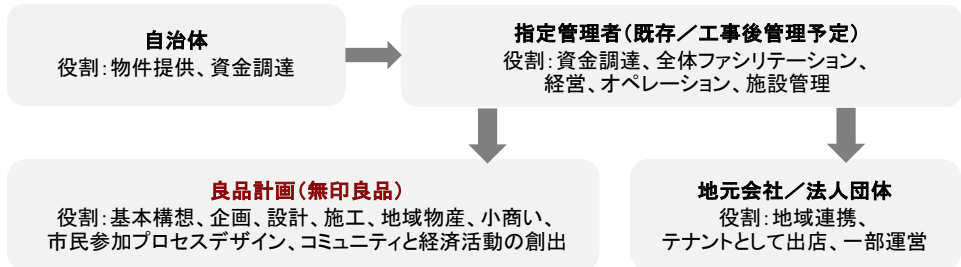 自治体
役割：物件提供、資金調達
指定管理者（既存／工事後管理予定）
役割：資金調達、全体ファシリテーション、
経営、オペレーション、施設管理
良品計画（無印良品）
役割：基本構想、企画、設計、施工、地域物産、小商い、
市民参加プロセスデザイン、コミュニティと経済活動の創出
地元会社／法人団体
役割：地域連携、
テナントとして出店、一部運営